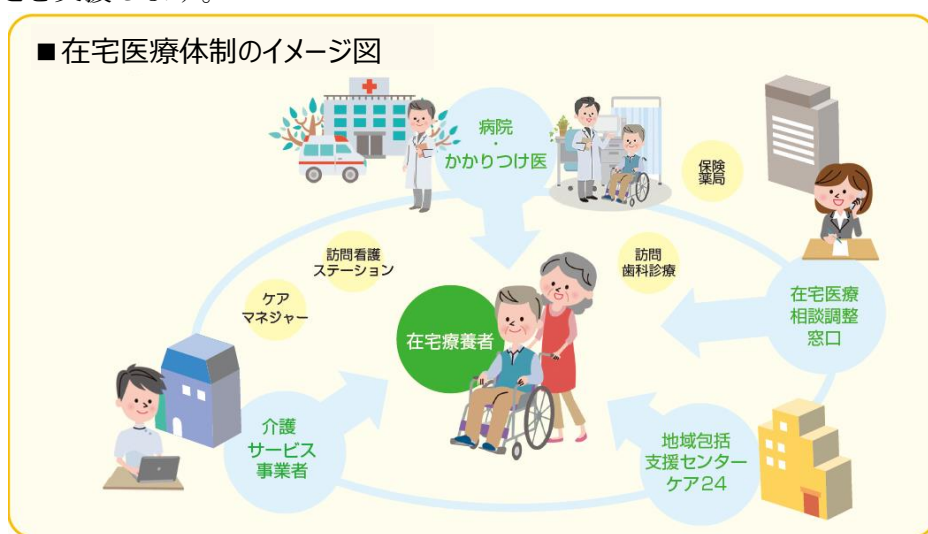 ■在宅医療体制のイメージ図
病院
・
かかりつけ医
保険
薬局
訪問看護
ステーション
訪問
歯科診療
ケア
マネジャー
在宅療養者
在宅医療
相談調整
窓口
介護
サービス
事業者
地域包括
支援センター
ケア24